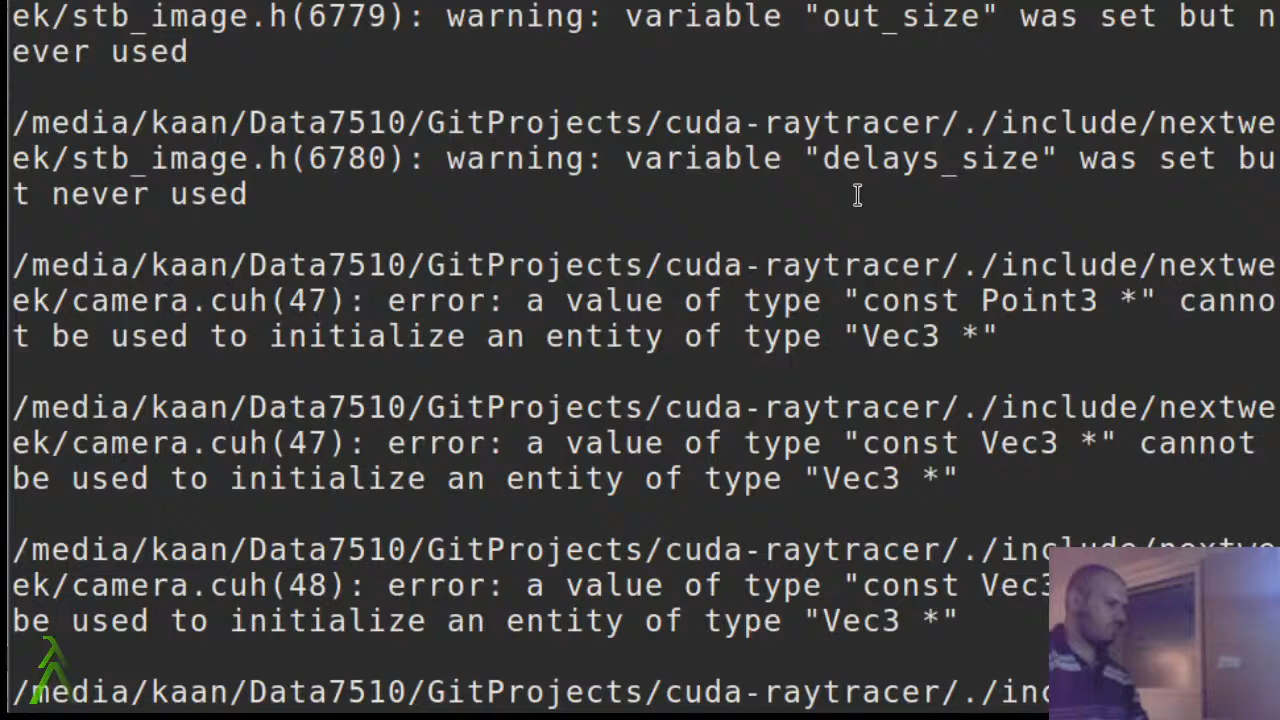 ek/stb_image.h(6779): warning: variable "out_size" was set but n
ever used
/media/kaan/Data7510/GitProjects/cuda-raytracer/./include/nextwe
ek/stb_image.h(6780): warning: variable "delays_size" was set bu
t never used
/media/kaan/Data7510/GitProjects/cuda-raytracer/./include/nextwe
ek/camera.cuh(47): error: a value of type "const Point3 *" canno
t be used to initialize an entity of type "Vec3 *"
/media/kaan/Data7510/GitProjects/cuda-raytracer/./include/nextwe
ek/camera.cuh(47): error: a value of type "const Vec3 *" cannot
be used to initialize an entity of type "Vec3 *"
/media/kaan/Data7510/GitProjects/cuda-raytracer/./include/nextwe
ek/camera.cuh(48): error: a value of type "const Vec3
be used to initialize an entity of type "Vec3 *"
/media/kaan/Data7510/GitProjects/cuda-raytracer/./inc